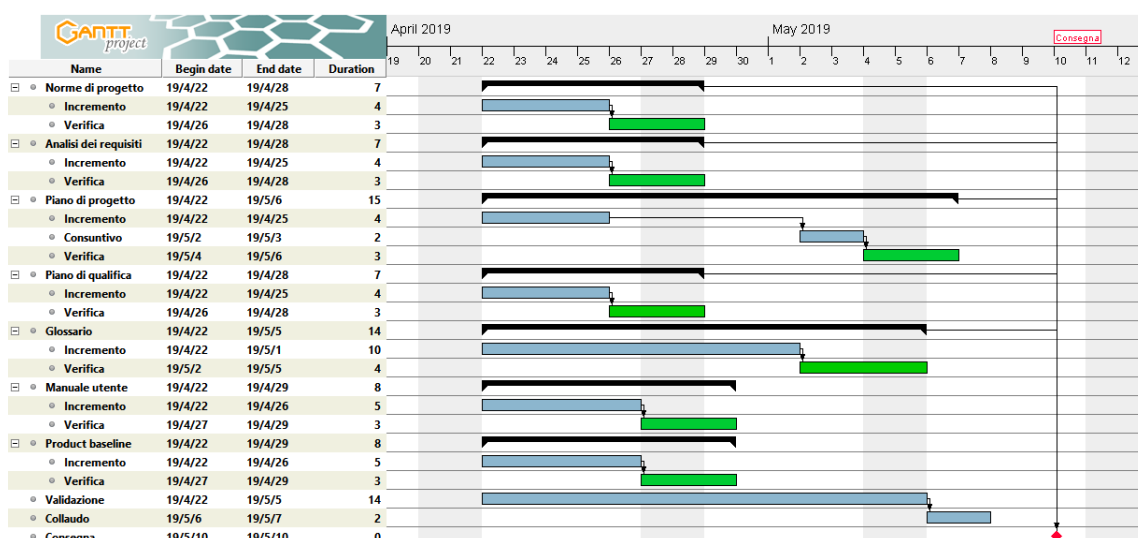 GANTT project
April 2019 May 2019
Consegna
19 20 21 22 23 24 25 26 27 28 29 30 1 2 3 4 5 6 7 8 9 10 11 12
Name Begin date End date Duration
Norme di progetto 19/4/22 19/4/28 7
Incremento 19/4/22 19/4/25 4
Verifica 19/4/26 19/4/28 3
Analisi dei requisiti 19/4/22 19/4/28 7
Incremento 19/4/22 19/4/25 4
Verifica 19/4/26 19/4/28 3
Piano di progetto 19/4/22 19/5/6 15
Incremento 19/4/22 19/4/25 4
Consuntivo 19/5/2 19/5/3 2
Verifica 19/5/4 19/5/6 3
Piano di qualifica 19/4/22 19/4/28 7
Incremento 19/4/22 19/4/25 4
Verifica 19/4/26 19/4/28 3
Glossario 19/4/22 19/5/5 14
Incremento 19/4/22 19/5/1 10
Verifica 19/5/2 19/5/5 4
Manuale utente 19/4/22 19/4/29 8
Incremento 19/4/22 19/4/26 5
Verifica 19/4/27 19/4/29 3
Product baseline 19/4/22 19/4/29 8
Incremento 19/4/22 19/4/26 5
Verifica 19/4/27 19/4/29 3
Validazione 19/4/22 19/5/5 14
Collaudo 19/5/6 19/5/7 2
Consegna 19/5/10 19/5/10 0